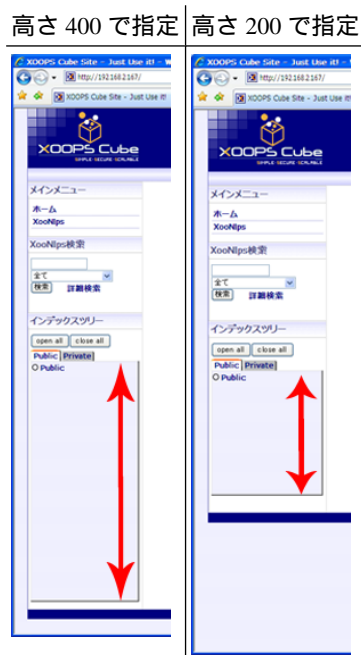 高さ 400 で指定
XOOPS Cube Site - Just Use it! - W
http://192.168.2.167/
XOOPS Cube Site - Just Use it!
XOOPS Cube
SIMPLE·SECURE·SCALABLE
メインメニュー
ホーム
XooNIps
XooNIps検索
全て
検索 詳細検索
インデックスツリー
open all close all
Public Private
Public
高さ 200 で指定
XOOPS Cube Site - Just Use it!
http://192.168.2.167/
XOOPS Cube Site - Just Use it!
XOOPS Cube
SIMPLE·SECURE·SCALABLE
メインメニュー
ホーム
XooNIps
XooNIps検索
全て
検索 詳細検索
インデックスツリー
open all close all
Public Private
Public